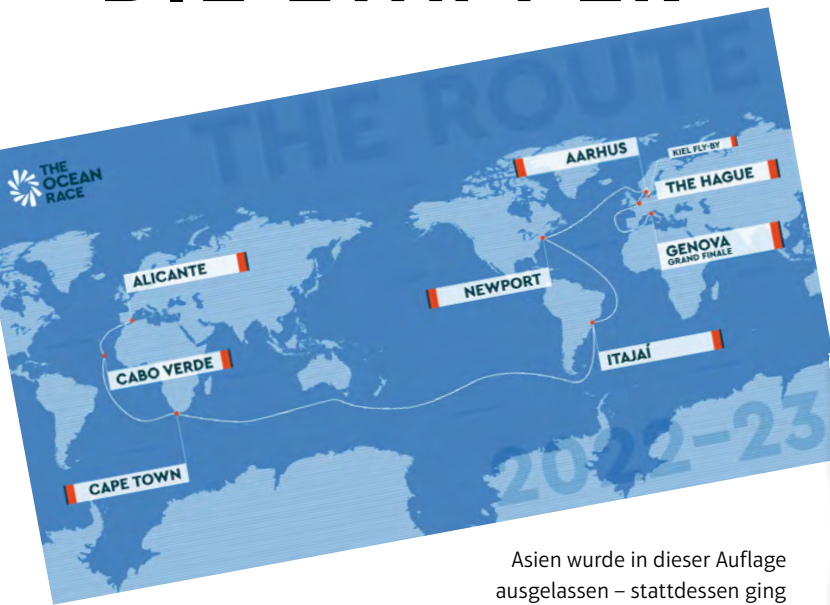 THE ROUTE
THE
OCEAN
RACE
AARHUS
KIEL FLY-BY
THE HAGUE
ALICANTE
GENOVA
GRAND FINALE
NEWPORT
CABO VERDE
ITAJAÍ
CAPE TOWN
2022-23
Asien wurde in dieser Auflage
ausgelassen – stattdessen ging